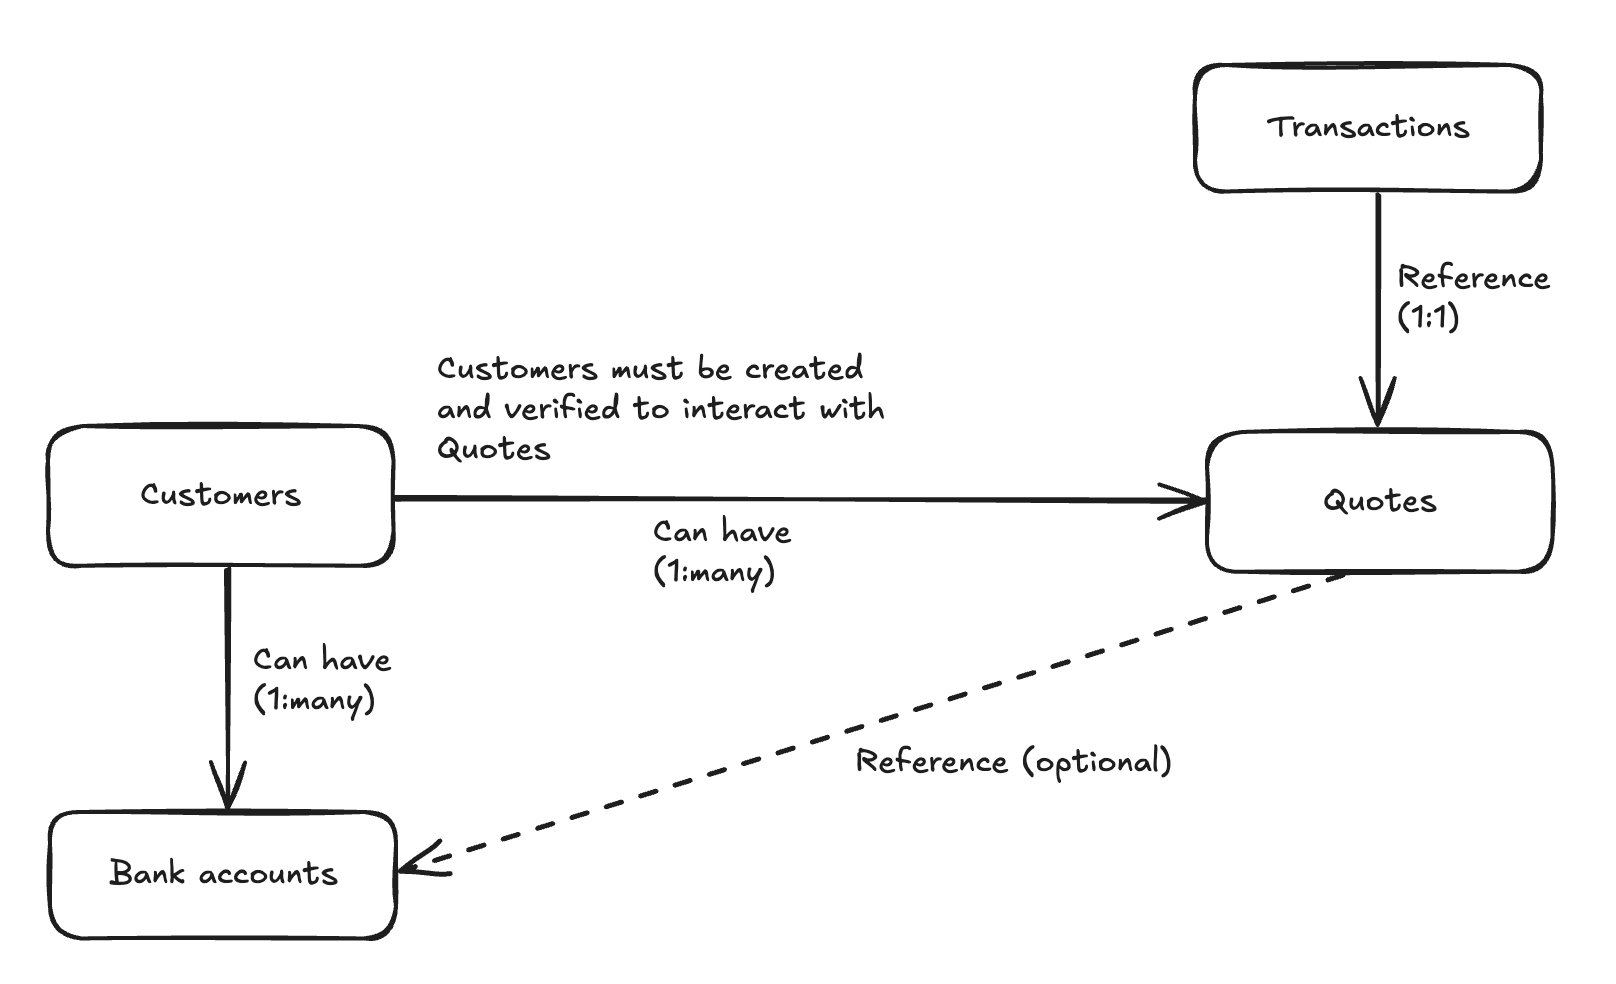 Transactions
Reference
(1:1)
Customers must be created
and verified to interact with
Quotes
Customers
Quotes
Can have
(1:many)
Can have
(1:many)
Reference (optional)
Bank accounts